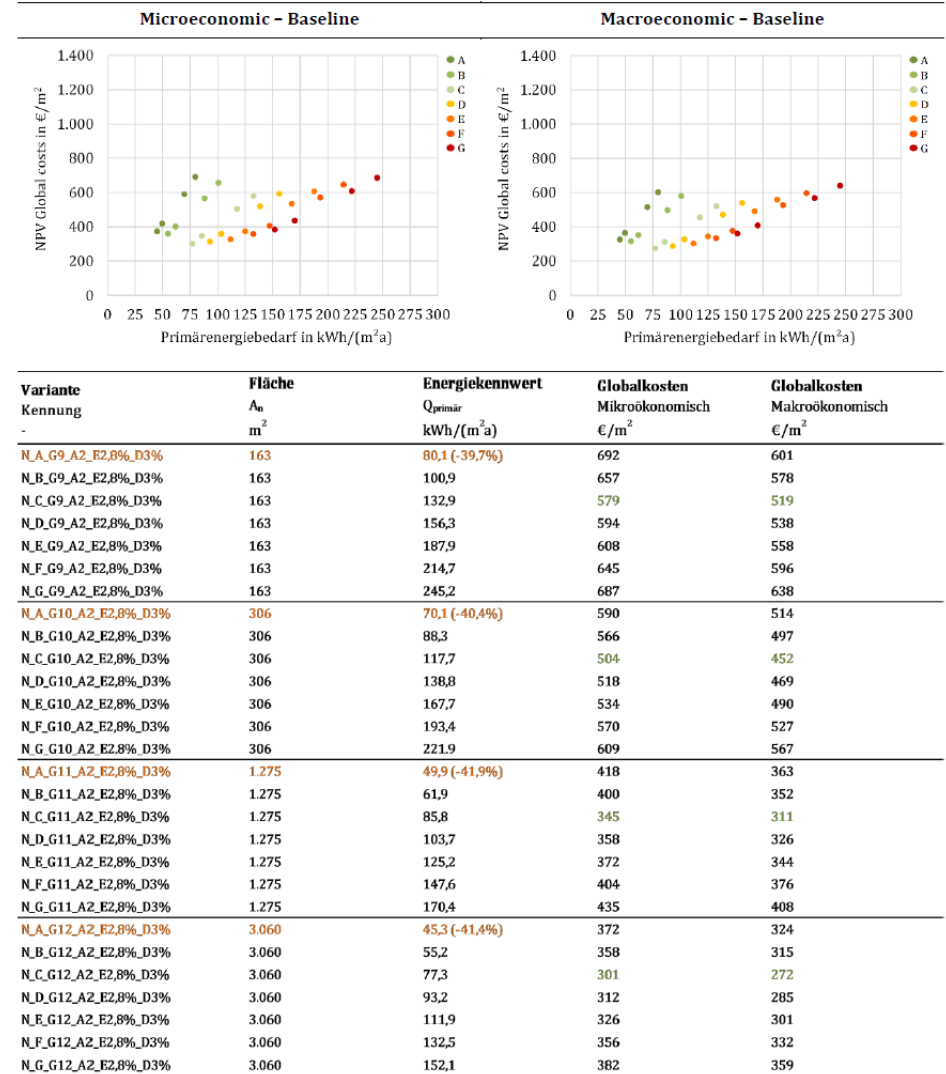 Microeconomic – Baseline
NPV Global costs in €/m²
1.400
1.200
1.000
800
600
400
200
0
0 25 50 75 100 125 150 175 200 225 250 275 300
Primärenergiebedarf in kWh/(m²a)
A
B
C
D
E
F
G
Macroeconomic – Baseline
NPV Global costs in €/m²
1.400
1.200
1.000
800
600
400
200
0
0 25 50 75 100 125 150 175 200 225 250 275 300
Primärenergiebedarf in kWh/(m²a)
A
B
C
D
E
F
G
Variante Fläche Energiekennwert Globalkosten Globalkosten
Kennung Aₙ Qprimär Mikroökonomisch Makroökonomisch
- m² kWh/(m²a) €/m² €/m²
N_A_G9_A2_E2,8%_D3% 163 80,1 (-39,7%) 692 601
N_B_G9_A2_E2,8%_D3% 163 100,9 657 578
N_C_G9_A2_E2,8%_D3% 163 132,9 579 519
N_D_G9_A2_E2,8%_D3% 163 156,3 594 538
N_E_G9_A2_E2,8%_D3% 163 187,9 608 558
N_F_G9_A2_E2,8%_D3% 163 214,7 645 596
N_G_G9_A2_E2,8%_D3% 163 245,2 687 638
N_A_G10_A2_E2,8%_D3% 306 70,1 (-40,4%) 590 514
N_B_G10_A2_E2,8%_D3% 306 88,3 566 497
N_C_G10_A2_E2,8%_D3% 306 117,7 504 452
N_D_G10_A2_E2,8%_D3% 306 138,8 518 469
N_E_G10_A2_E2,8%_D3% 306 167,7 534 490
N_F_G10_A2_E2,8%_D3% 306 193,4 570 527
N_G_G10_A2_E2,8%_D3% 306 221,9 609 567
N_A_G11_A2_E2,8%_D3% 1.275 49,9 (-41,9%) 418 363
N_B_G11_A2_E2,8%_D3% 1.275 61,9 400 352
N_C_G11_A2_E2,8%_D3% 1.275 85,8 345 311
N_D_G11_A2_E2,8%_D3% 1.275 103,7 358 326
N_E_G11_A2_E2,8%_D3% 1.275 125,2 372 344
N_F_G11_A2_E2,8%_D3% 1.275 147,6 404 376
N_G_G11_A2_E2,8%_D3% 1.275 170,4 435 408
N_A_G12_A2_E2,8%_D3% 3.060 45,3 (-41,4%) 372 324
N_B_G12_A2_E2,8%_D3% 3.060 55,2 358 315
N_C_G12_A2_E2,8%_D3% 3.060 77,3 301 272
N_D_G12_A2_E2,8%_D3% 3.060 93,2 312 285
N_E_G12_A2_E2,8%_D3% 3.060 111,9 326 301
N_F_G12_A2_E2,8%_D3% 3.060 132,5 356 332
N_G_G12_A2_E2,8%_D3% 3.060 152,1 382 359